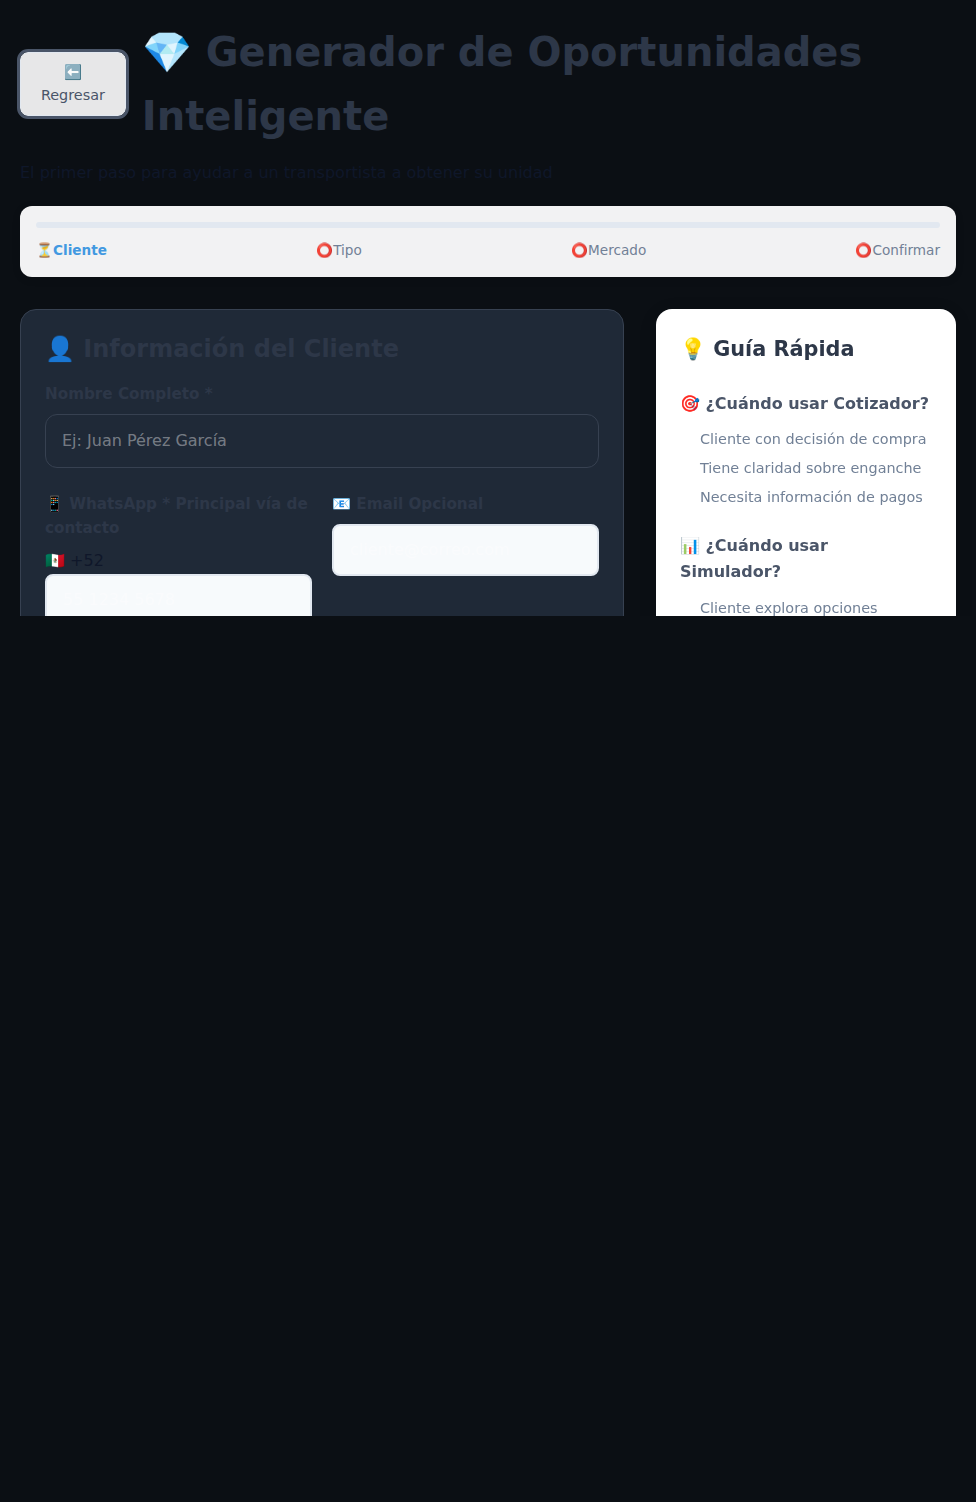 Regresar
💎 Generador de Oportunidades
Inteligente
El primer paso para ayudar a un transportista a obtener su unidad
⏳Cliente
⭕Tipo
⭕Mercado
⭕Confirmar
👤 Información del Cliente
Nombre Completo *
Ej: Juan Pérez García
📱 WhatsApp * Principal vía de
contacto
🇲🇽 +52
📧 Email Opcional
💡 Guía Rápida
🎯 ¿Cuándo usar Cotizador?
Cliente con decisión de compra
Tiene claridad sobre enganche
Necesita información de pagos
📊 ¿Cuándo usar
Simulador?
Cliente explora opciones